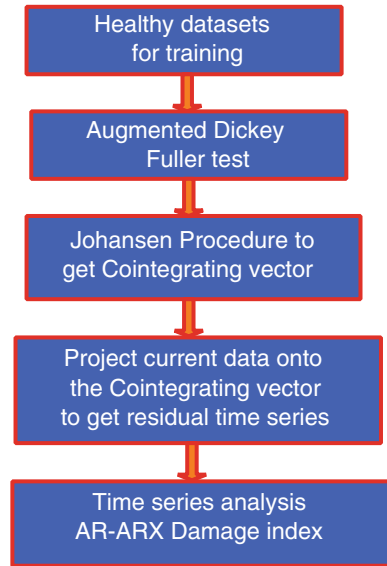 Healthy datasets
for training
Augmented Dickey
Fuller test
Johansen Procedure to
get Cointegrating vector
Project current data onto
the Cointegrating vector
to get residual time series
Time series analysis
AR-ARX Damage index